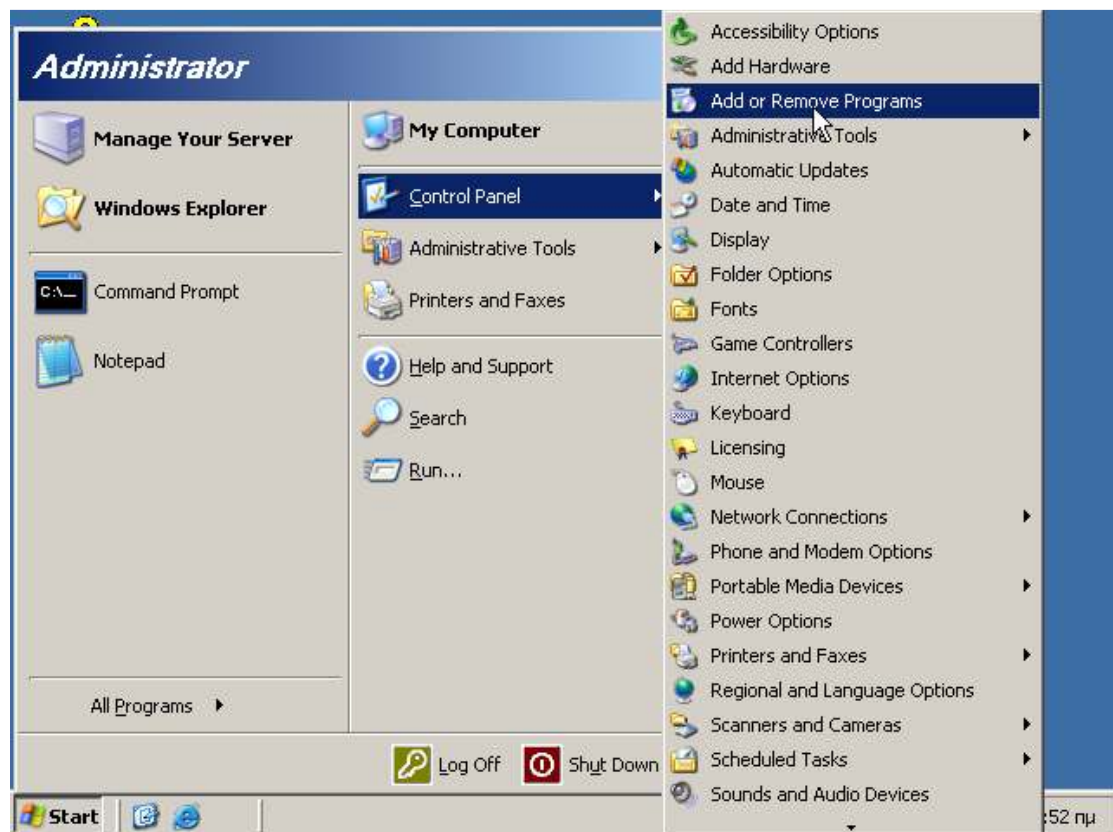 Administrator
Manage Your Server
Windows Explorer
Command Prompt
Notepad
All Programs
My Computer
Control Panel
Administrative Tools
Printers and Faxes
Help and Support
Search
Run...
Log Off
Shut Down
Accessibility Options
Add Hardware
Add or Remove Programs
Administrative Tools
Automatic Updates
Date and Time
Display
Folder Options
Fonts
Game Controllers
Internet Options
Keyboard
Licensing
Mouse
Network Connections
Phone and Modem Options
Portable Media Devices
Power Options
Printers and Faxes
Regional and Language Options
Scanners and Cameras
Scheduled Tasks
Sounds and Audio Devices
Start
:52 πμ